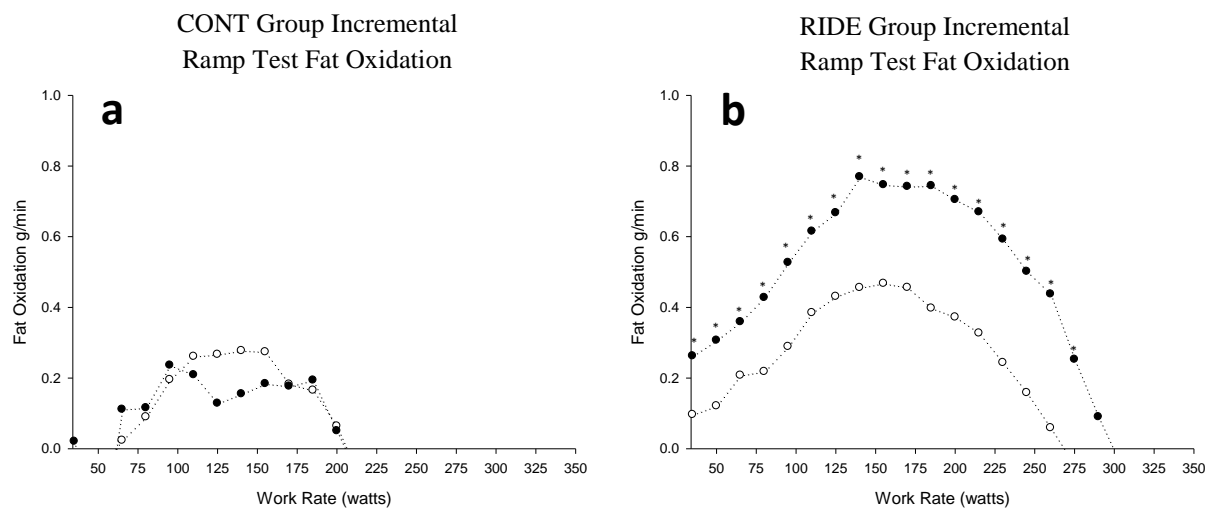 CONT Group Incremental
Ramp Test Fat Oxidation
a
Fat Oxidation g/min
1.0
0.8
0.6
0.4
0.2
0.0
50 75 100 125 150 175 200 225 250 275 300 325 350
Work Rate (watts)
RIDE Group Incremental
Ramp Test Fat Oxidation
b
Fat Oxidation g/min
1.0
0.8
0.6
0.4
0.2
0.0
* * * * * * * * * * * * * * * * *
50 75 100 125 150 175 200 225 250 275 300 325 350
Work Rate (watts)